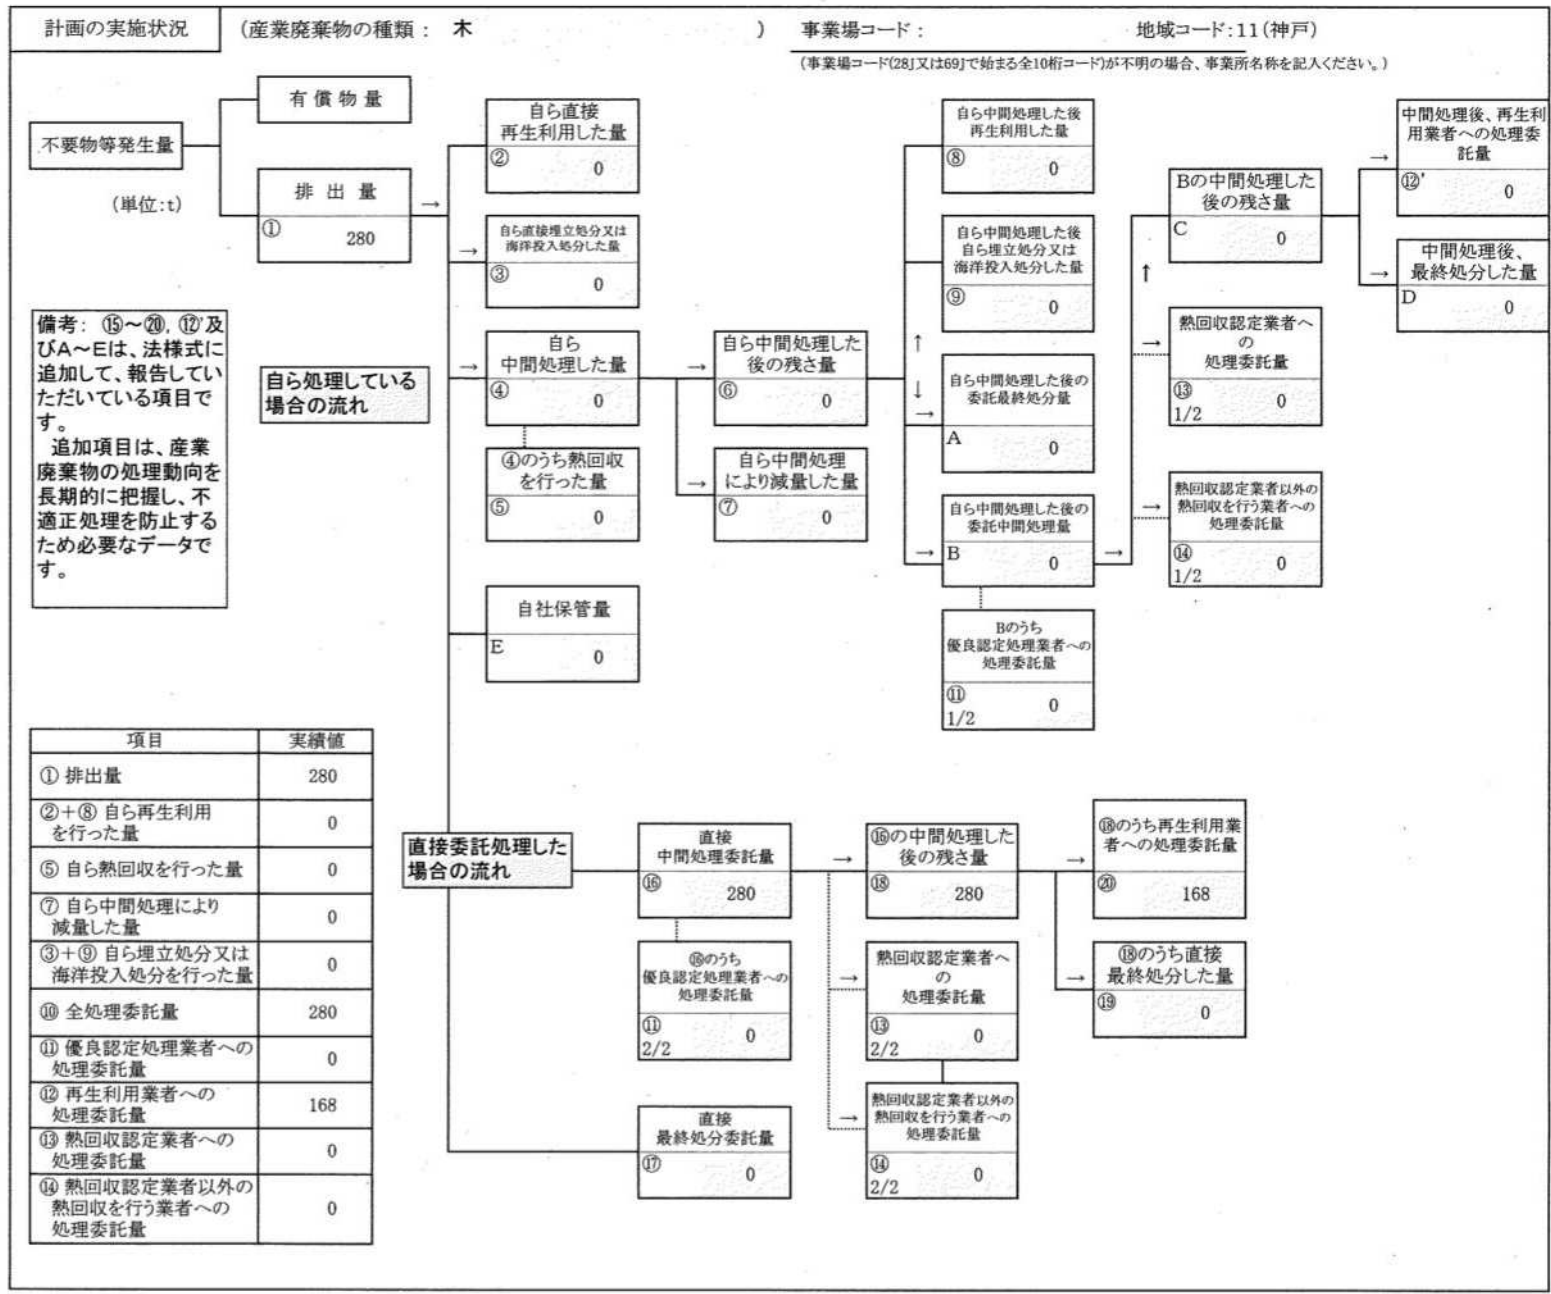 計画の実施状況
(産業廃棄物の種類： 木 )
事業場コード：
地域コード:11(神戸)
(事業場コード(28｣又は69｣で始まる全10桁コード)が不明の場合、事業所名称を記入ください。)
不要物等発生量
(単位:t)
有償物量
排出量
① 280
→
自ら直接
再生利用した量
② 0
→
自ら直接埋立処分又は
海洋投入処分した量
③ 0
自ら処理している
場合の流れ
→
自ら
中間処理した量
④ 0
④のうち熱回収
を行った量
⑤ 0
→
自ら中間処理した
後の残さ量
⑥ 0
→
自ら中間処理
により減量した量
⑦ 0
自ら中間処理した後
再生利用した量
⑧ 0
自ら中間処理した後
自ら埋立処分又は
海洋投入処分した量
⑨ 0
↑
↓
→
自ら中間処理した後の
委託最終処分量
A 0
自ら中間処理した後の
委託中間処理量
→
B 0
→
Bのうち
優良認定処理業者への
処理委託量
⑪ 0
1/2
Bの中間処理した
後の残さ量
C 0
↑
→
熱回収認定業者へ
の
処理委託量
⑬ 0
1/2
→
熱回収認定業者以外の
熱回収を行う業者への
処理委託量
⑭ 0
1/2
→
中間処理後、再生利
用業者への処理委
託量
⑫' 0
→
中間処理後、
最終処分した量
D 0
自社保管量
E 0
備考： ⑮～⑳, ⑫'及
びA～Eは、法様式に
追加して、報告してい
ただいている項目で
す。
追加項目は、産業
廃棄物の処理動向を
長期的に把握し、不
適正処理を防止する
ため必要なデータで
す。
項目 実績値
① 排出量 280
②＋⑧ 自ら再生利用
を行った量 0
⑤ 自ら熱回収を行った量 0
⑦ 自ら中間処理により
減量した量 0
③＋⑨ 自ら埋立処分又は
海洋投入処分を行った量 0
⑩ 全処理委託量 280
⑪ 優良認定処理業者への
処理委託量 0
⑫ 再生利用業者への
処理委託量 168
⑬ 熱回収認定業者への
処理委託量 0
⑭ 熱回収認定業者以外の
熱回収を行う業者への
処理委託量 0
直接委託処理した
場合の流れ
直接
中間処理委託量
⑯ 280
→
⑯の中間処理した
後の残さ量
⑱ 280
→
⑱のうち再生利用業
者への処理委託量
⑳ 168
⑯のうち
優良認定処理業者への
処理委託量
⑪ 0
2/2
→
熱回収認定業者へ
の
処理委託量
⑬ 0
2/2
→
⑱のうち直接
最終処分した量
⑲ 0
直接
最終処分委託量
⑰ 0
→
熱回収認定業者以外の
熱回収を行う業者への
処理委託量
⑭ 0
2/2